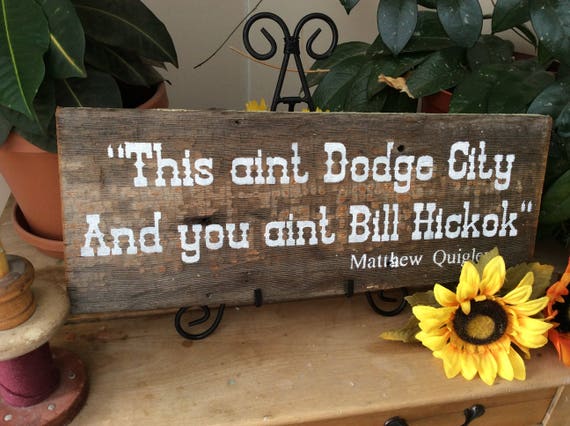 “This aint Dodge City
And you aint Bill Hickok“
Matthew Quigley